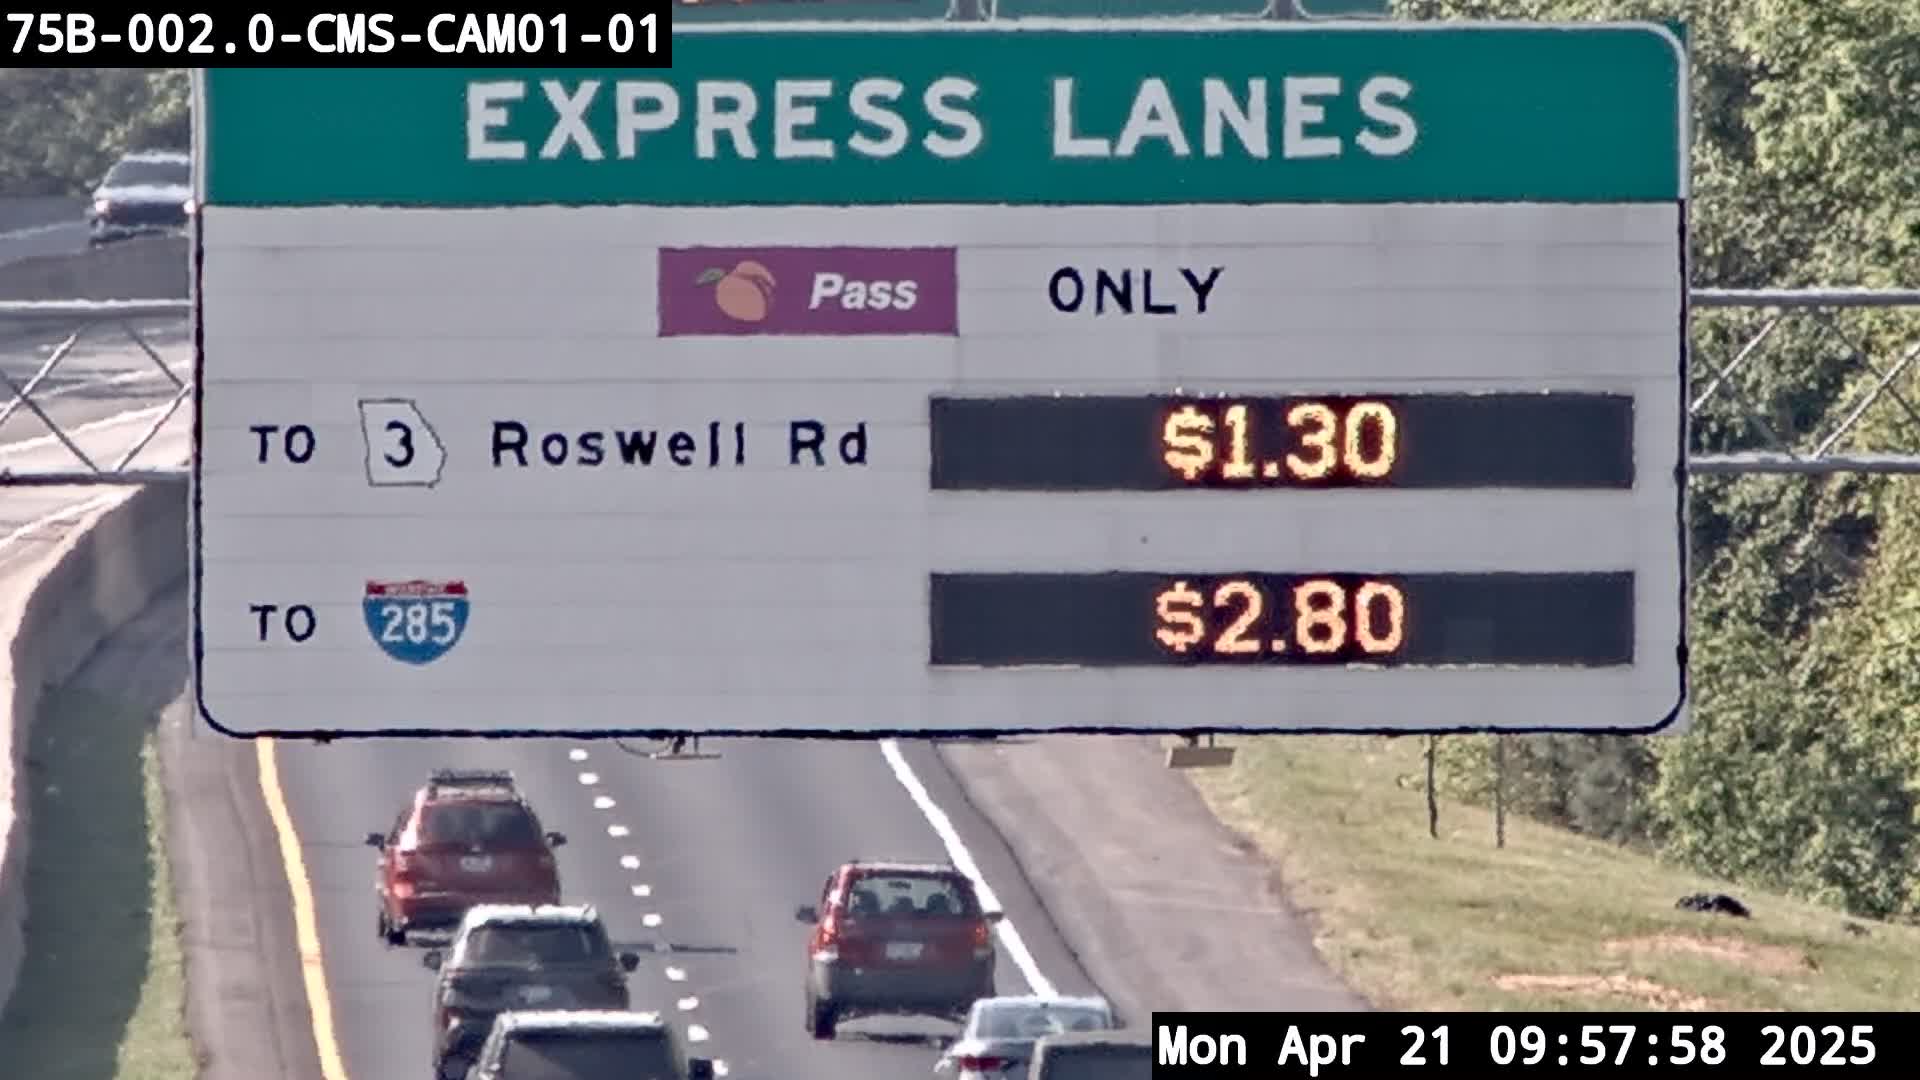 75B-002.0-CMS-CAM01-01
EXPRESS LANES
Pass ONLY
TO 3 Roswell Rd $1.30
TO 285 $2.80
Mon Apr 21 09:57:58 2025